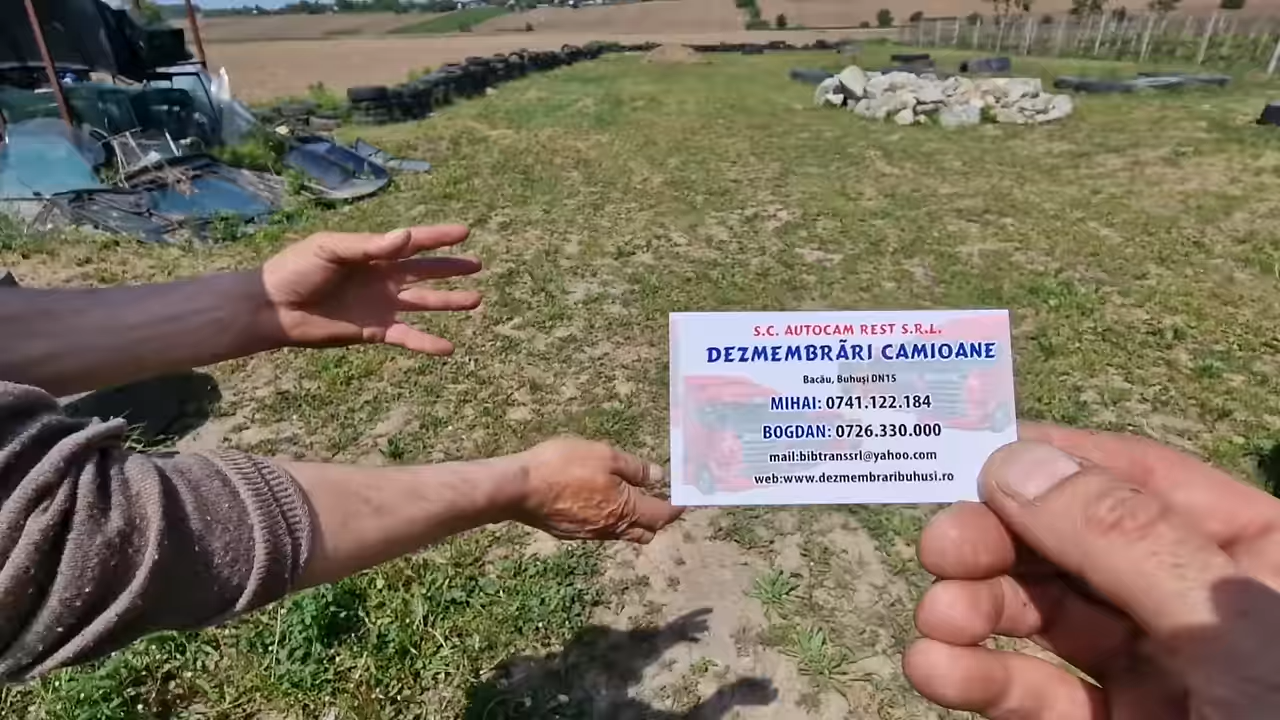 S.C. AUTOCAM REST S.R.L.
DEZMEMBRÃRI CAMIOANE
Bacău, Buhuşi DN15
MIHAI: 0741.122.184
BOGDAN: 0726.330.000
mail:bibtranssrl@yahoo.com
web:www.dezmembraribuhusi.ro